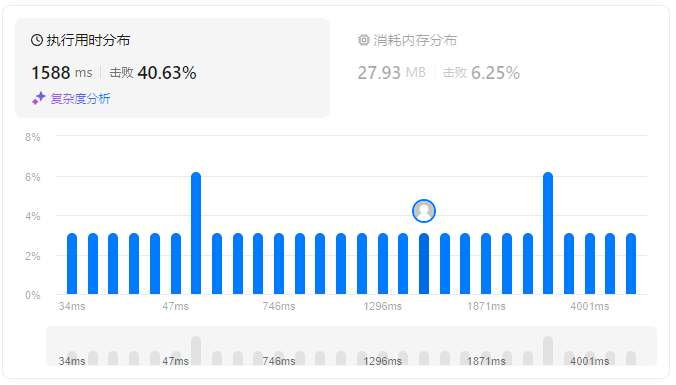 执行用时分布
1588 ms 击败 40.63%
复杂度分析
消耗内存分布
27.93 MB 击败 6.25%
8%
6%
4%
2%
0%
34ms 47ms 746ms 1296ms 1871ms 4001ms
34ms 47ms 746ms 1296ms 1871ms 4001ms